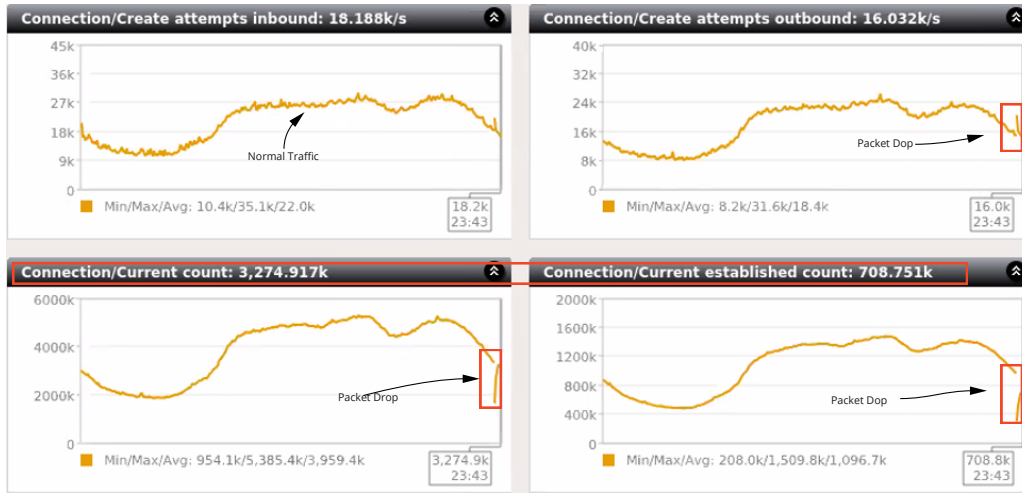 Connection/Create attempts inbound: 18.188k/s
45k
36k
27k
18k
9k
0
Normal Traffic
Min/Max/Avg: 10.4k/35.1k/22.0k
18.2k
23:43
Connection/Create attempts outbound: 16.032k/s
40k
32k
24k
16k
8k
0
Packet Dop
Min/Max/Avg: 8.2k/31.6k/18.4k
16.0k
23:43
Connection/Current count: 3,274.917k
6000k
4000k
2000k
0
Packet Drop
Min/Max/Avg: 954.1k/5,385.4k/3,959.4k
3,274.9k
23:43
Connection/Current established count: 708.751k
2000k
1600k
1200k
800k
400k
0
Packet Dop
Min/Max/Avg: 208.0k/1,509.8k/1,096.7k
708.8k
23:43